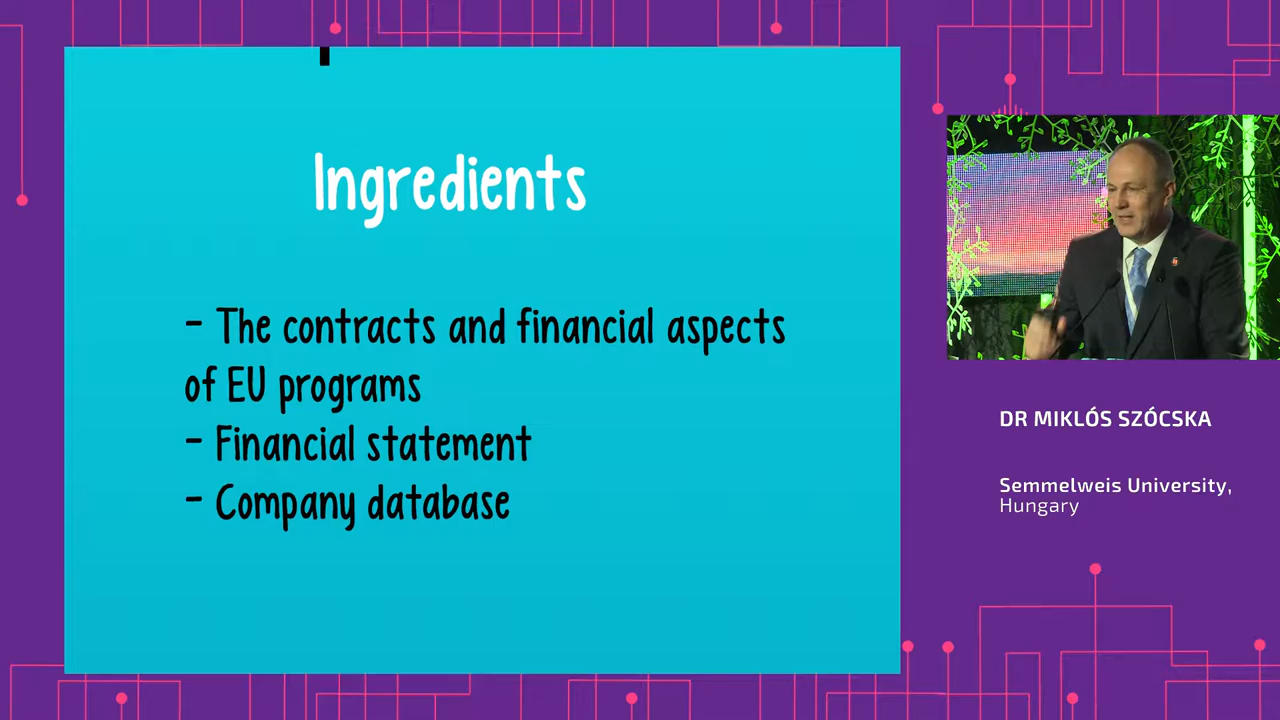 Ingredients
- The contracts and financial aspects
of EU programs
- Financial statement
- Company database
DR MIKLÓS SZÓCSKA
Semmelweis University,
Hungary